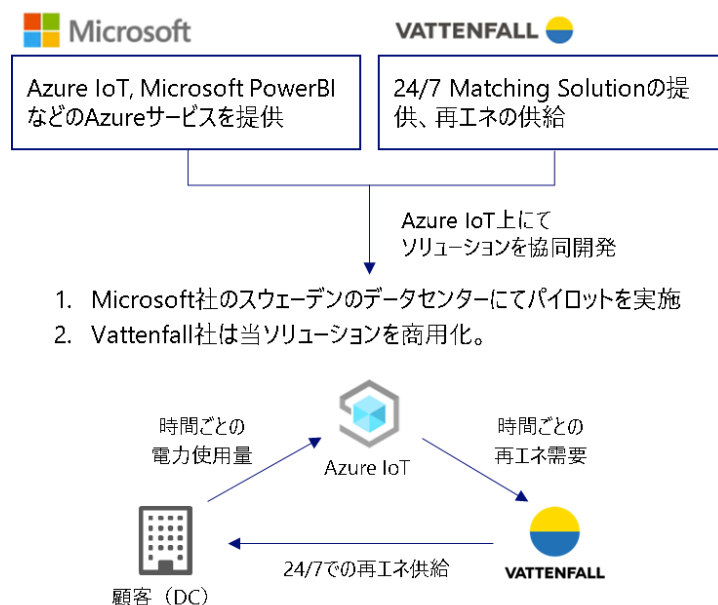 Microsoft
VATTENFALL
Azure IoT, Microsoft PowerBI
などのAzureサービスを提供
24/7 Matching Solutionの提
供、再エネの供給
Azure IoT上にて
ソリューションを協同開発
1. Microsoft社のスウェーデンのデータセンターにてパイロットを実施
2. Vattenfall社は当ソリューションを商用化。
時間ごとの
電力使用量
Azure IoT
時間ごとの
再エネ需要
24/7での再エネ供給
顧客（DC）
VATTENFALL